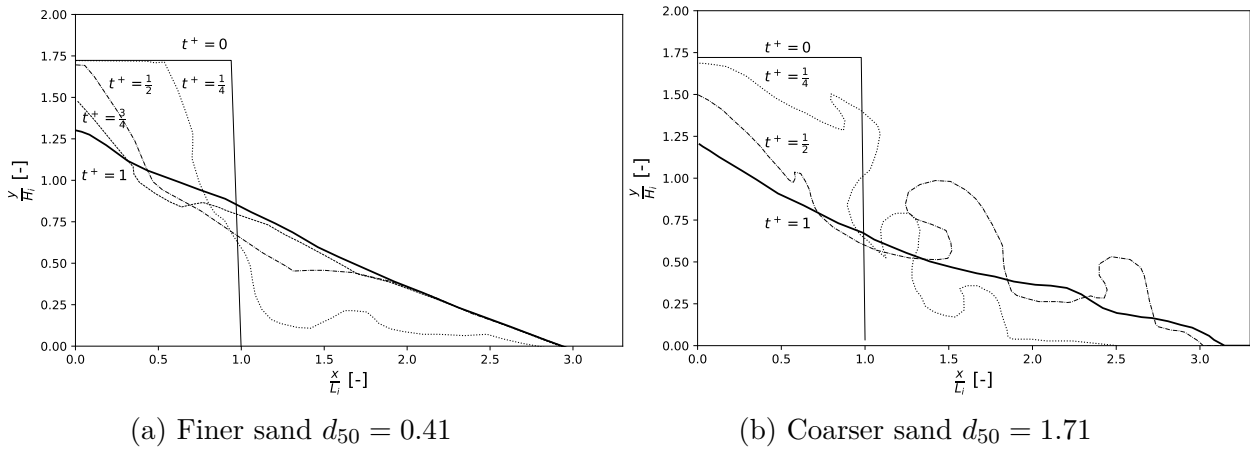 2.00
1.75
1.50
1.25
1.00
0.75
0.50
0.25
0.00
y/H_i [-]
t⁺ = 0
t⁺ = 1/2
t⁺ = 1/4
t⁺ = 3/4
t⁺ = 1
0.0 0.5 1.0 1.5 2.0 2.5 3.0
x/L_i [-]
(a) Finer sand d₅₀ = 0.41
2.00
1.75
1.50
1.25
1.00
0.75
0.50
0.25
0.00
y/H_i [-]
t⁺ = 0
t⁺ = 1/4
t⁺ = 1/2
t⁺ = 1
0.0 0.5 1.0 1.5 2.0 2.5 3.0
x/L_i [-]
(b) Coarser sand d₅₀ = 1.71